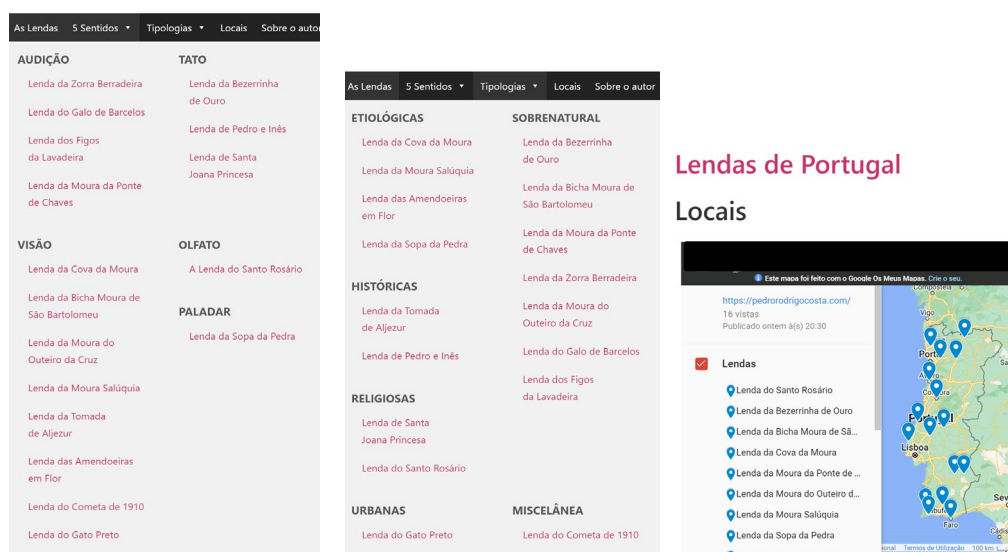 As Lendas 5 Sentidos ▾ Tipologias ▾ Locais Sobre o autor
AUDIÇÃO
Lenda da Zorra Berradeira
Lenda do Galo de Barcelos
Lenda dos Figos
da Lavadeira
Lenda da Moura da Ponte
de Chaves
TATO
Lenda da Bezerrinha
de Ouro
Lenda de Pedro e Inês
Lenda de Santa
Joana Princesa
VISÃO
Lenda da Cova da Moura
Lenda da Bicha Moura de
São Bartolomeu
Lenda da Moura do
Outeiro da Cruz
Lenda da Moura Salúquia
Lenda da Tomada
de Aljezur
Lenda das Amendoeiras
em Flor
Lenda do Cometa de 1910
Lenda do Gato Preto
OLFATO
A Lenda do Santo Rosário
PALADAR
Lenda da Sopa da Pedra
As Lendas 5 Sentidos ▾ Tipologias ▾ Locais Sobre o autor
ETIOLÓGICAS
Lenda da Cova da Moura
Lenda da Moura Salúquia
Lenda das Amendoeiras
em Flor
Lenda da Sopa da Pedra
HISTÓRICAS
Lenda da Tomada
de Aljezur
Lenda de Pedro e Inês
RELIGIOSAS
Lenda de Santa
Joana Princesa
Lenda do Santo Rosário
URBANAS
Lenda do Gato Preto
SOBRENATURAL
Lenda da Bezerrinha
de Ouro
Lenda da Bicha Moura de
São Bartolomeu
Lenda da Moura da Ponte
de Chaves
Lenda da Zorra Berradeira
Lenda da Moura do
Outeiro da Cruz
Lenda do Galo de Barcelos
Lenda dos Figos
da Lavadeira
MISCELÂNEA
Lenda do Cometa de 1910
Lendas de Portugal
Locais
Este mapa foi feito com o Google Os Meus Mapas. Crie o seu.
https://pedrorodrigocosta.com/
16 vistas
Publicado ontem à(s) 20:30
Lendas
Lenda do Santo Rosário
Lenda da Bezerrinha de Ouro
Lenda da Bicha Moura de Sã...
Lenda da Cova da Moura
Lenda da Moura da Ponte de ...
Lenda da Moura do Outeiro d...
Lenda da Moura Salúquia
Lenda da Sopa da Pedra
Vigo
Lisboa
Faro
Termos de Utilização 100 km